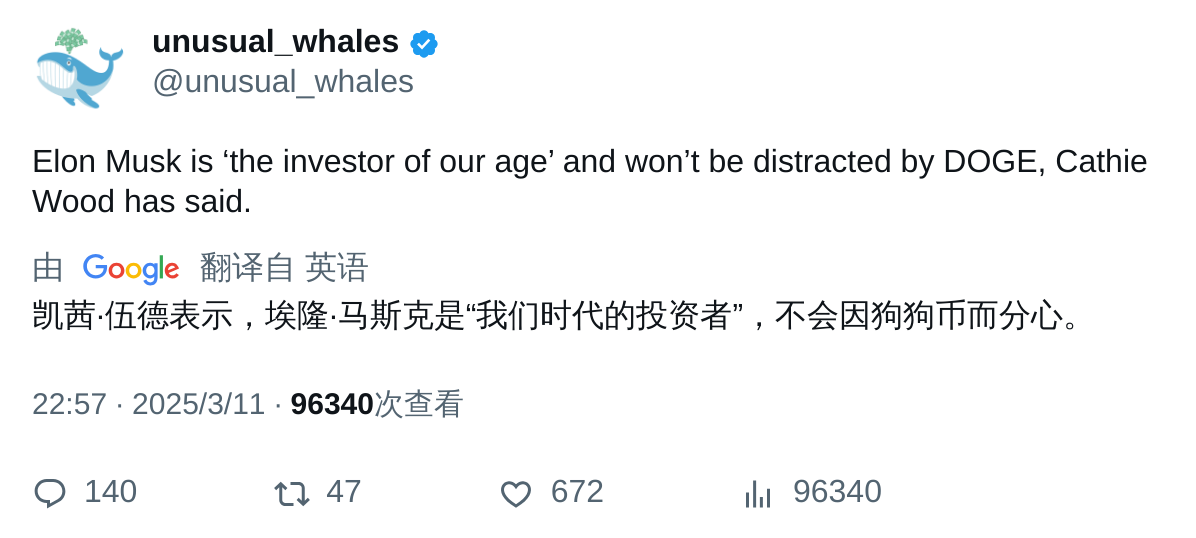 unusual_whales
@unusual_whales
Elon Musk is ‘the investor of our age’ and won’t be distracted by DOGE, Cathie
Wood has said.
由 Google 翻译自 英语
凯茜·伍德表示，埃隆·马斯克是“我们时代的投资者”，不会因狗狗币而分心。
22:57 · 2025/3/11 · 96340次查看
140 47 672 96340